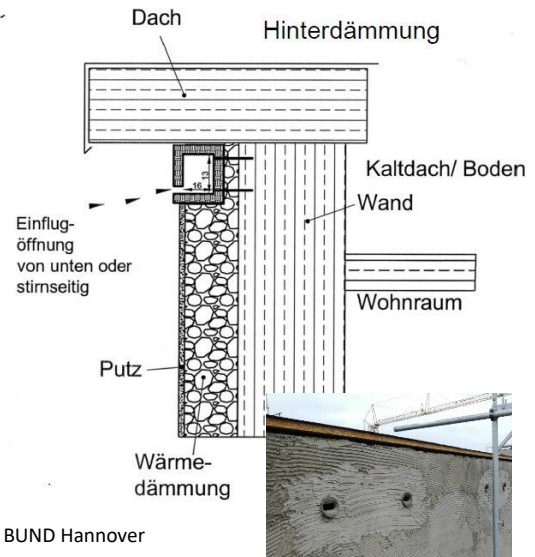 Dach
Hinterdämmung
13
16
Kaltdach/ Boden
Wand
Einflug-
öffnung
von unten oder
stirnseitig
Wohnraum
Putz
Wärme-
dämmung
BUND Hannover